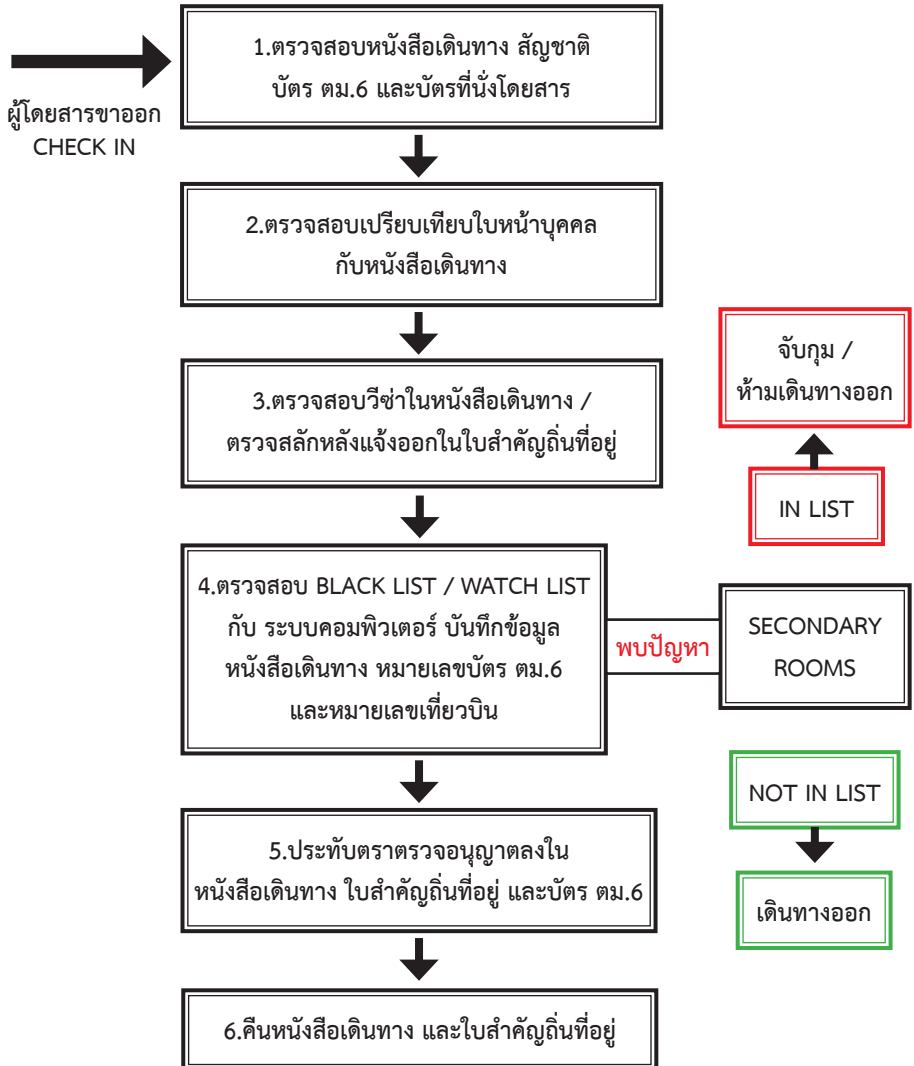 ผู้โดยสารขาออก
CHECK IN
1.ตรวจสอบหนังสือเดินทาง สัญชาติ
บัตร ตม.6 และบัตรที่นั่งโดยสาร
2.ตรวจสอบเปรียบเทียบใบหน้าบุคคล
กับหนังสือเดินทาง
3.ตรวจสอบวีซ่าในหนังสือเดินทาง /
ตรวจสลักหลังแจ้งออกในใบสำคัญถิ่นที่อยู่
4.ตรวจสอบ BLACK LIST / WATCH LIST
กับ ระบบคอมพิวเตอร์ บันทึกข้อมูล
หนังสือเดินทาง หมายเลขบัตร ตม.6
และหมายเลขเที่ยวบิน
พบปัญหา
SECONDARY
ROOMS
IN LIST
จับกุม /
ห้ามเดินทางออก
NOT IN LIST
เดินทางออก
5.ประทับตราตรวจอนุญาตลงใน
หนังสือเดินทาง ใบสำคัญถิ่นที่อยู่ และบัตร ตม.6
6.คืนหนังสือเดินทาง และใบสำคัญถิ่นที่อยู่